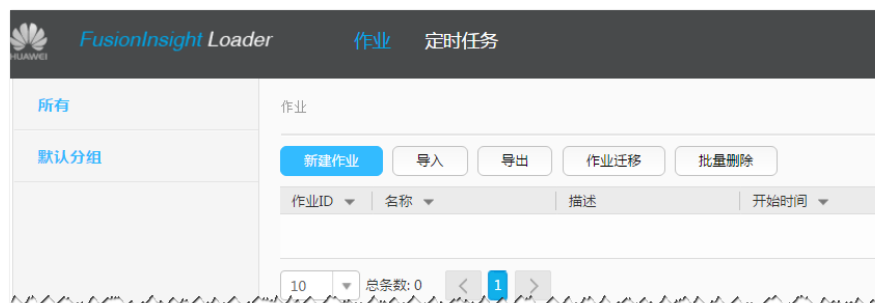 HUAWEI FusionInsight Loader 作业 定时任务
所有
默认分组
作业
新建作业 导入 导出 作业迁移 批量删除
作业ID 名称 描述 开始时间
10 总条数: 0 1